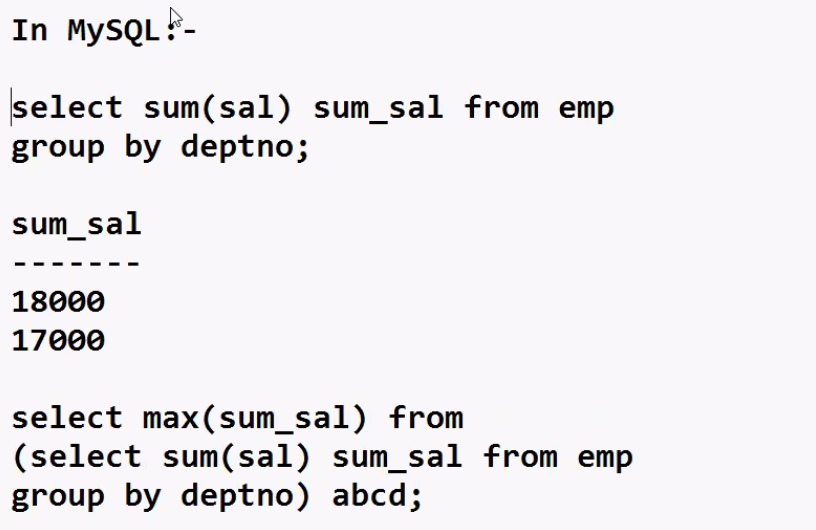 In MySQL:-
select sum(sal) sum_sal from emp
group by deptno;
sum_sal
-------
18000
17000
select max(sum_sal) from
(select sum(sal) sum_sal from emp
group by deptno) abcd;